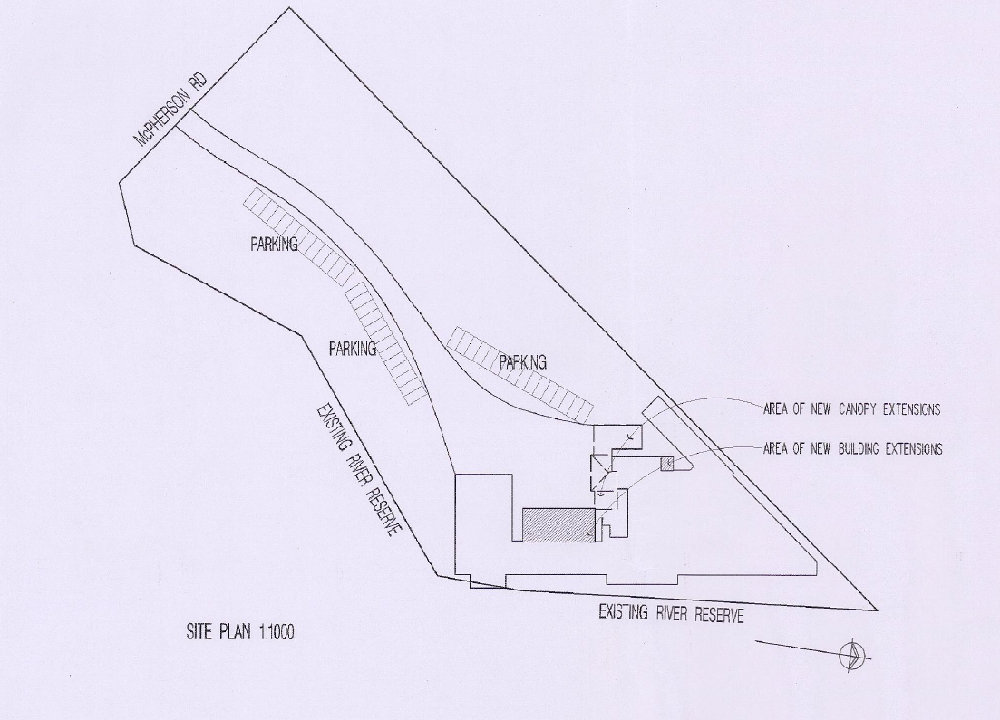 McPHERSON RD
PARKING
PARKING
PARKING
AREA OF NEW CANOPY EXTENSIONS
AREA OF NEW BUILDING EXTENSIONS
EXISTING RIVER RESERVE
EXISTING RIVER RESERVE
SITE PLAN 1:1000